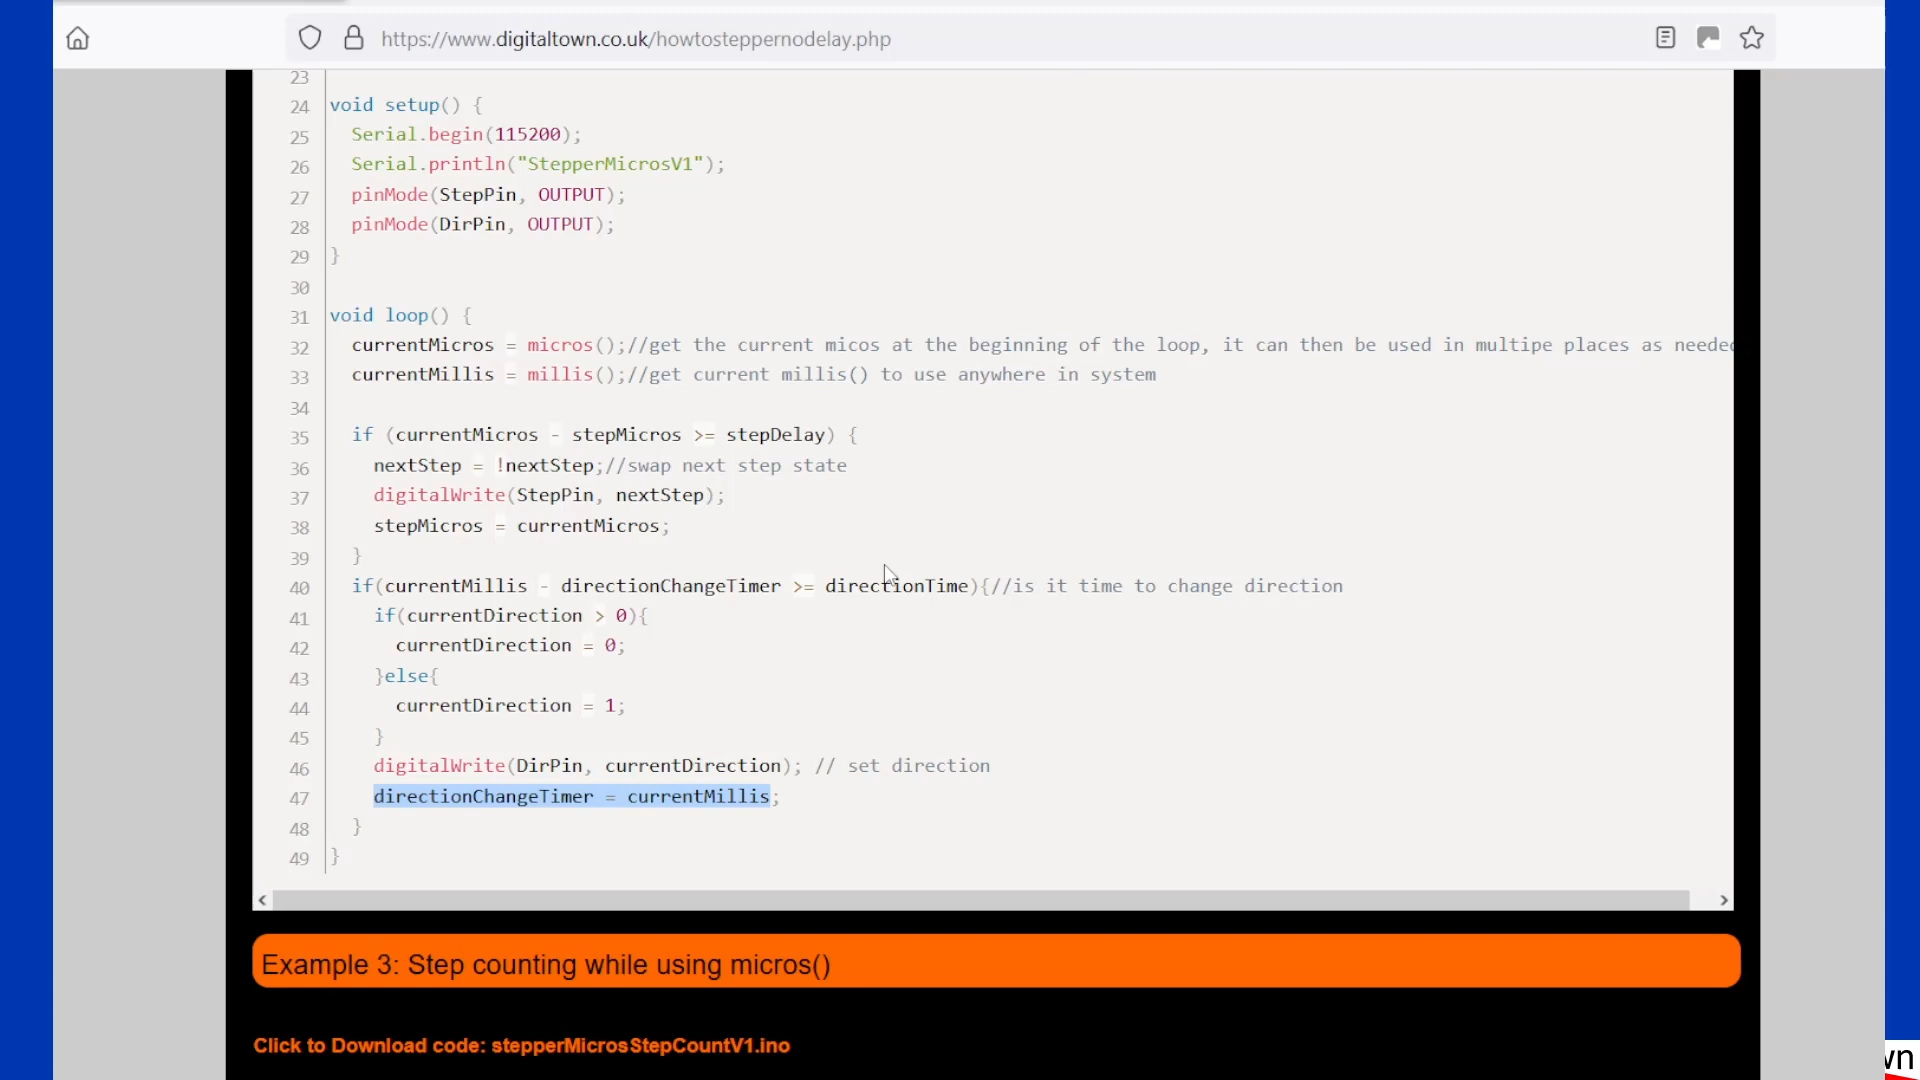 https://www.digitaltown.co.uk/howtosteppernodelay.php
23
24 void setup() {
25 Serial.begin(115200);
26 Serial.println("StepperMicrosV1");
27 pinMode(StepPin, OUTPUT);
28 pinMode(DirPin, OUTPUT);
29 }
30
31 void loop() {
32 currentMicros = micros();//get the current micos at the beginning of the loop, it can then be used in multipe places as needed
33 currentMillis = millis();//get current millis() to use anywhere in system
34
35 if (currentMicros - stepMicros >= stepDelay) {
36 nextStep = !nextStep;//swap next step state
37 digitalWrite(StepPin, nextStep);
38 stepMicros = currentMicros;
39 }
40 if(currentMillis - directionChangeTimer >= directionTime){//is it time to change direction
41 if(currentDirection > 0){
42 currentDirection = 0;
43 }else{
44 currentDirection = 1;
45 }
46 digitalWrite(DirPin, currentDirection); // set direction
47 directionChangeTimer = currentMillis;
48 }
49 }
Example 3: Step counting while using micros()
Click to Download code: stepperMicrosStepCountV1.ino
wn